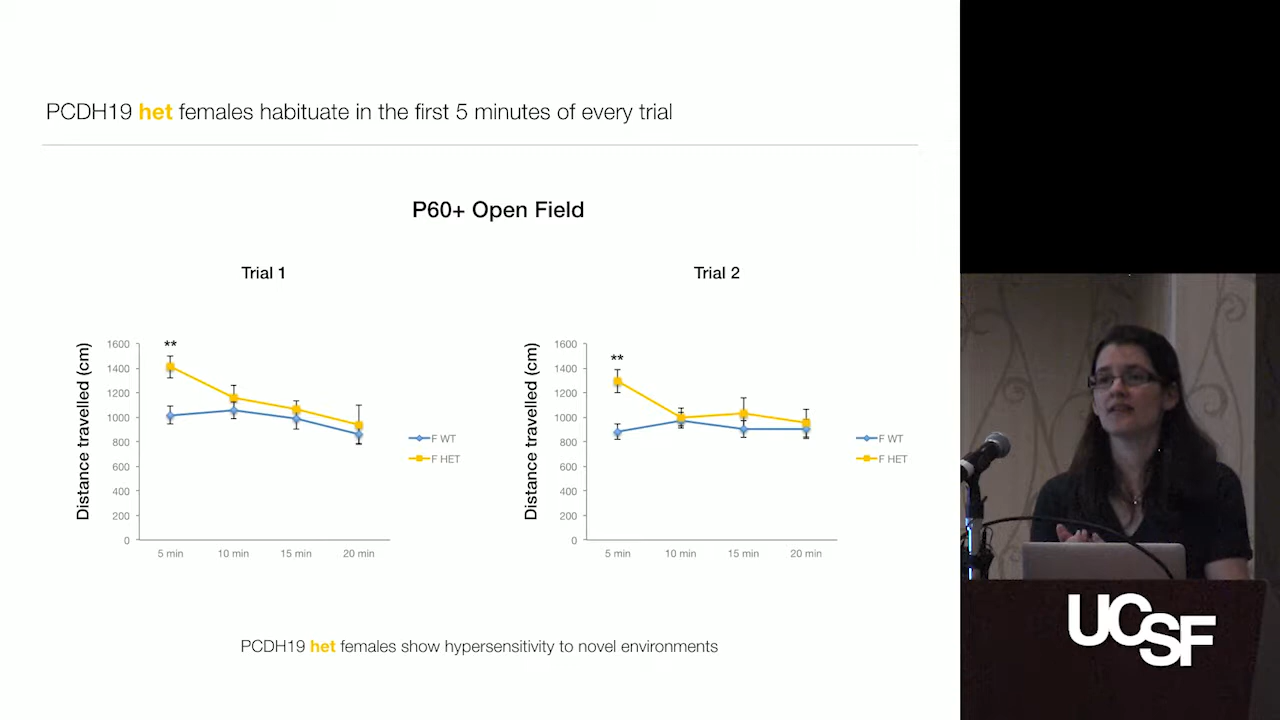 PCDH19 het females habituate in the first 5 minutes of every trial
P60+ Open Field
Trial 1
Distance travelled (cm)
1600
1400
1200
1000
800
600
400
200
0
**
5 min 10 min 15 min 20 min
F WT
F HET
Trial 2
Distance travelled (cm)
1600
1400
1200
1000
800
600
400
200
0
**
5 min 10 min 15 min 20 min
F WT
F HET
PCDH19 het females show hypersensitivity to novel environments
UCSF